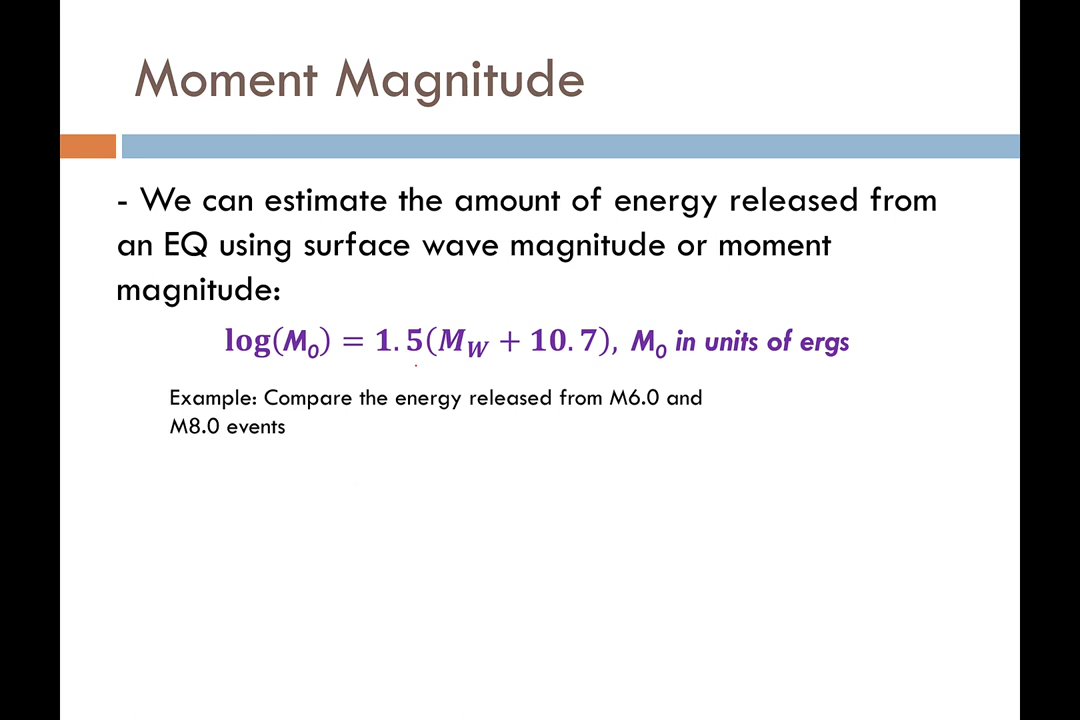 Moment Magnitude
- We can estimate the amount of energy released from
an EQ using surface wave magnitude or moment
magnitude:
log(M₀) = 1.5(M_W + 10.7), M₀ in units of ergs
Example: Compare the energy released from M6.0 and
M8.0 events